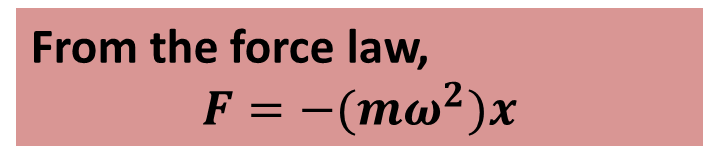 From the force law,
F = −(mω²)x